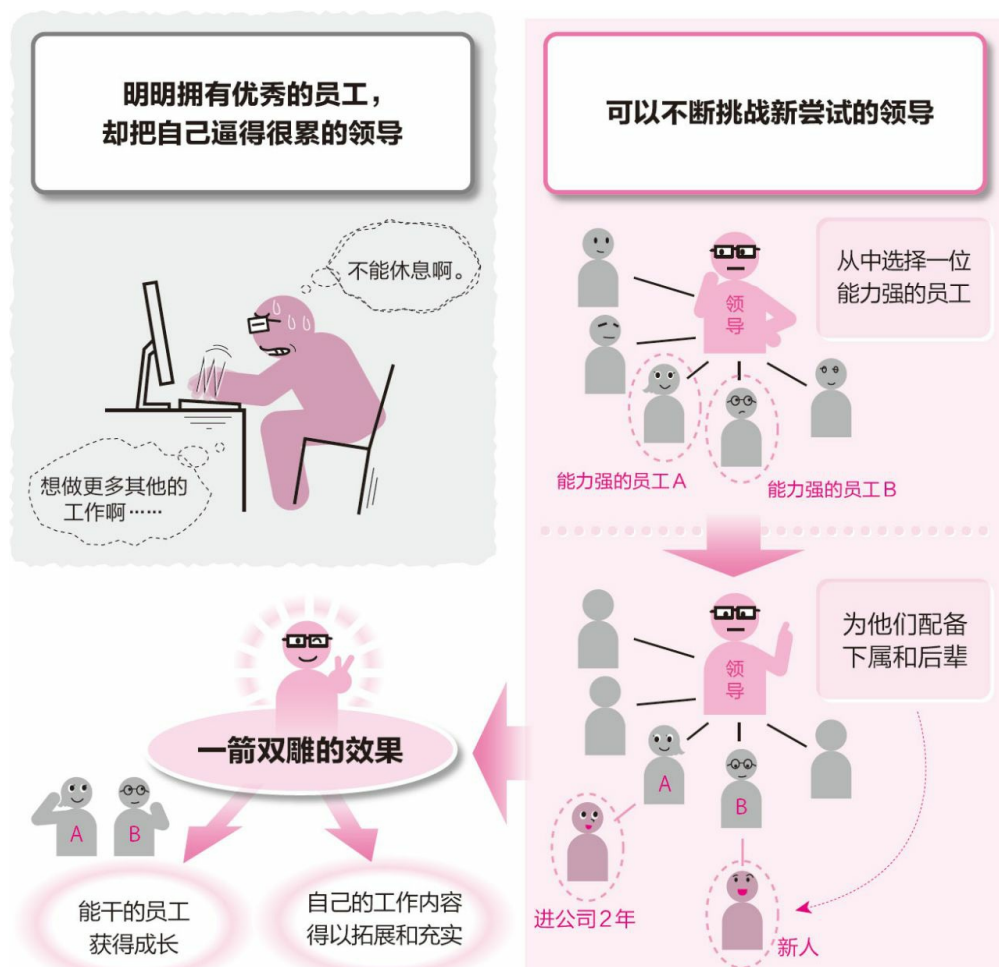 明明拥有优秀的员工，
却把自己逼得很累的领导
不能休息啊。
想做更多其他的
工作啊……
可以不断挑战新尝试的领导
从中选择一位
能力强的员工
领
导
能力强的员工A
能力强的员工B
为他们配备
下属和后辈
领
导
A
B
进公司2年
新人
一箭双雕的效果
A
B
能干的员工
获得成长
自己的工作内容
得以拓展和充实